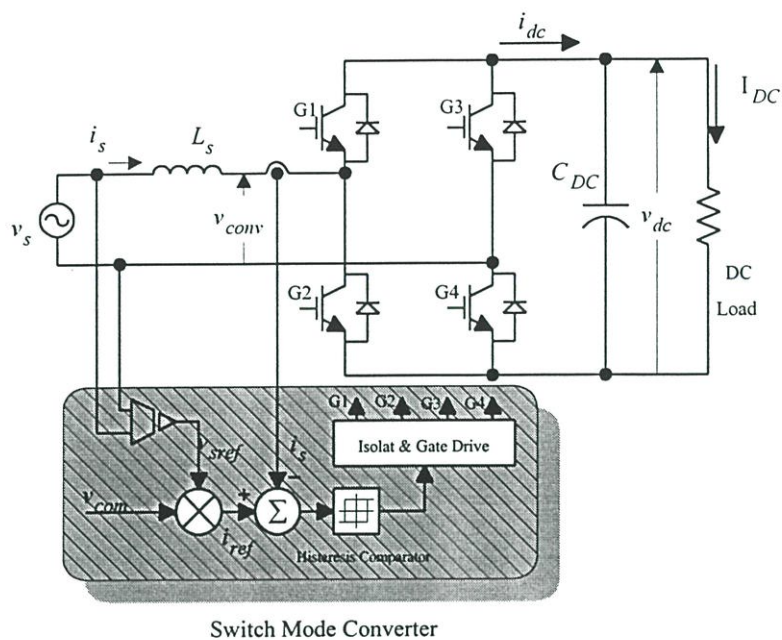 i_dc
G1
G3
I_DC
i_s
L_s
C_DC
v_s
v_conv
v_dc
G2
G4
DC
Load
G1 G2 G3 G4
v_sref
i_s
Isolat & Gate Drive
v_com
+
−
Σ
i_ref
Histeresis Comparator
Switch Mode Converter